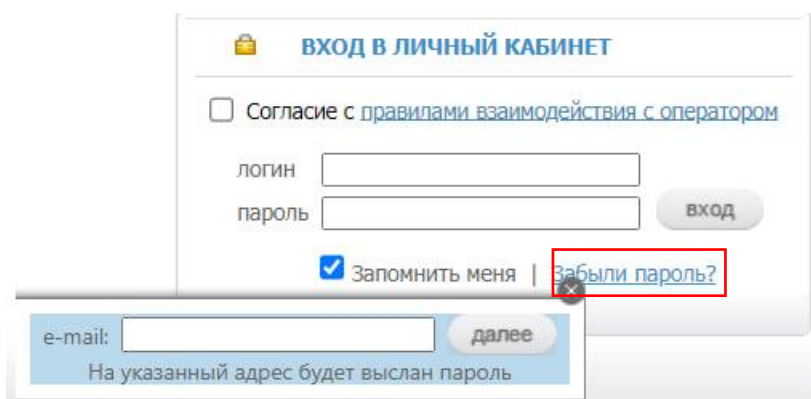 ВХОД В ЛИЧНЫЙ КАБИНЕТ
Согласие с правилами взаимодействия с оператором
логин
пароль
вход
Запомнить меня | Забыли пароль?
e-mail:
далее
На указанный адрес будет выслан пароль